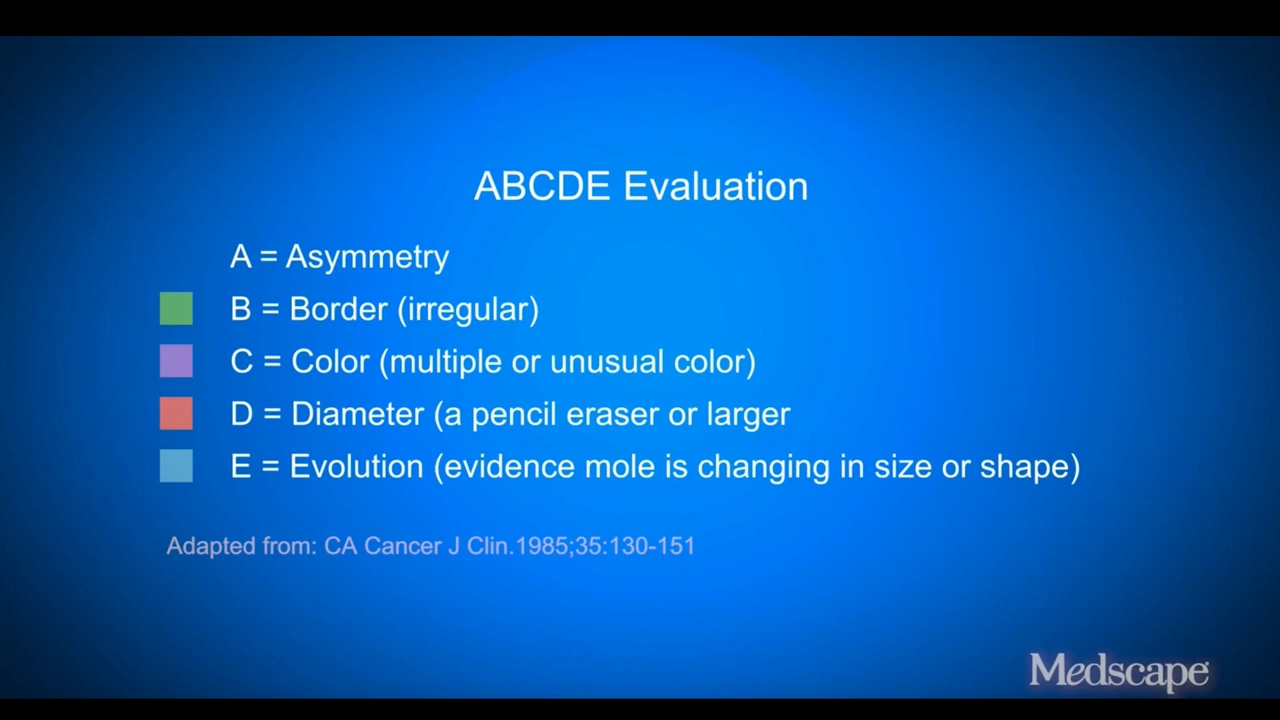 ABCDE Evaluation
A = Asymmetry
B = Border (irregular)
C = Color (multiple or unusual color)
D = Diameter (a pencil eraser or larger
E = Evolution (evidence mole is changing in size or shape)
Adapted from: CA Cancer J Clin.1985;35:130-151
Medscape